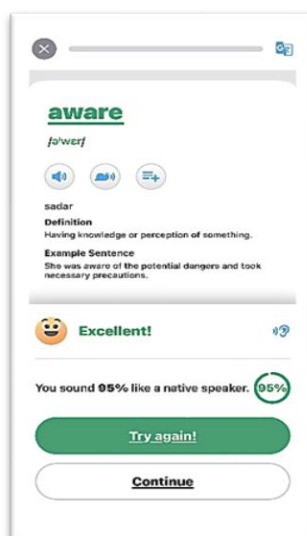 aware
/ə'wer/
sadar
Definition
Having knowledge or perception of something.
Example Sentence
She was aware of the potential dangers and took
necessary precautions.
Excellent!
You sound 95% like a native speaker.
95%
Try again!
Continue